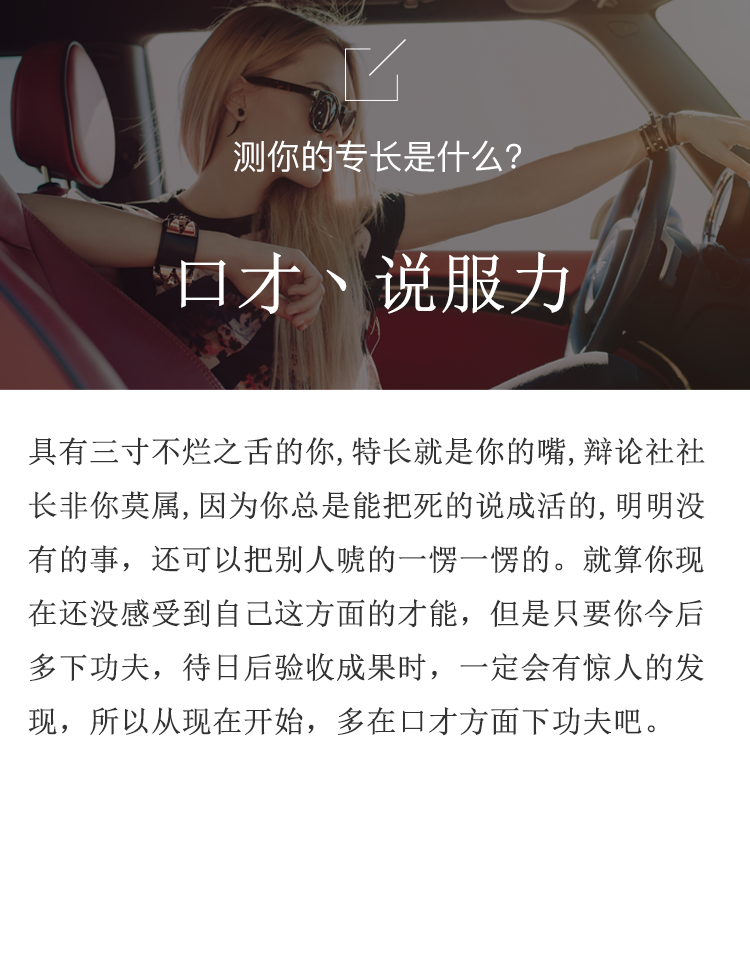 测你的专长是什么?
口才丶说服力
具有三寸不烂之舌的你,特长就是你的嘴,辩论社社
长非你莫属,因为你总是能把死的说成活的,明明没
有的事，还可以把别人唬的一愣一愣的。就算你现
在还没感受到自己这方面的才能，但是只要你今后
多下功夫，待日后验收成果时，一定会有惊人的发
现，所以从现在开始，多在口才方面下功夫吧。